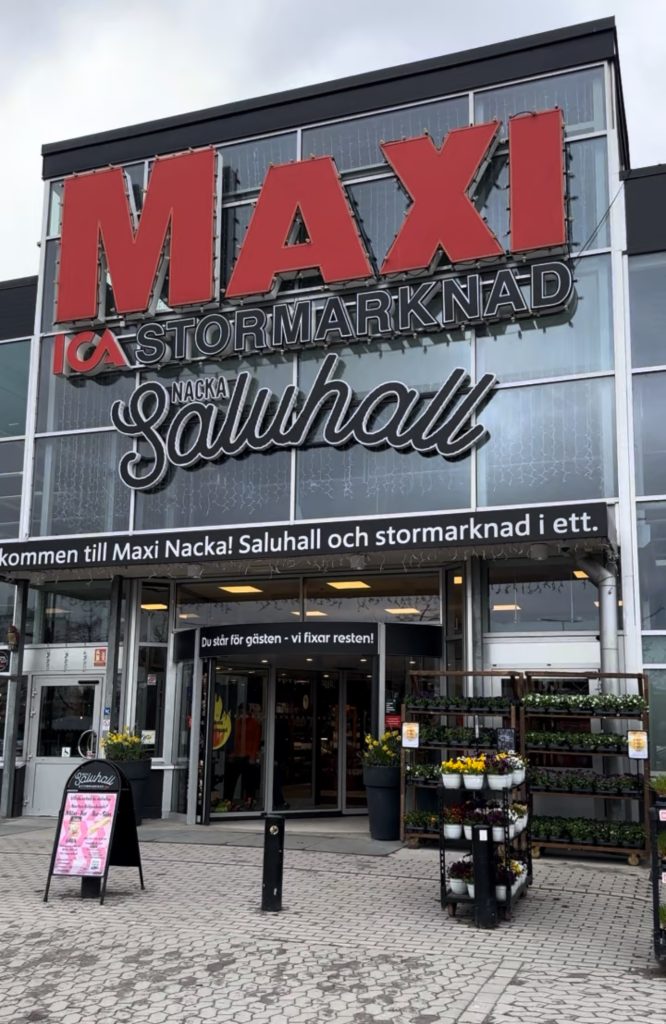 MAXI
ICA STORMARKNAD
NACKA
Saluhall
kommen till Maxi Nacka! Saluhall och stormarknad i ett.
Du står för gästen - vi fixar resten!
Saluhall